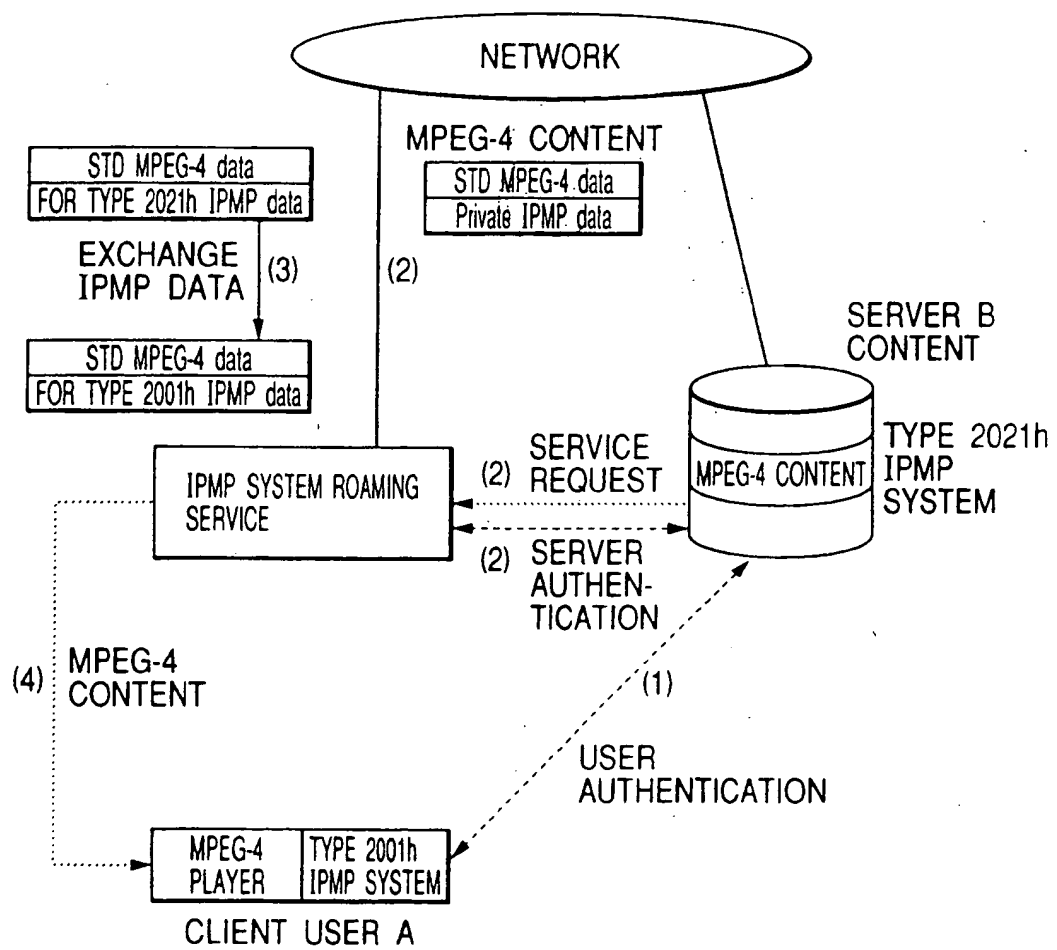 NETWORK
MPEG-4 CONTENT
STD MPEG-4 data
Private IPMP data
STD MPEG-4 data
FOR TYPE 2021h IPMP data
EXCHANGE
IPMP DATA
(3)
(2)
STD MPEG-4 data
FOR TYPE 2001h IPMP data
SERVER B
CONTENT
TYPE 2021h
IPMP
SYSTEM
MPEG-4 CONTENT
IPMP SYSTEM ROAMING
SERVICE
(2)
SERVICE
REQUEST
(2)
SERVER
AUTHEN-
TICATION
(4)
MPEG-4
CONTENT
(1)
USER
AUTHENTICATION
MPEG-4
PLAYER
TYPE 2001h
IPMP SYSTEM
CLIENT USER A